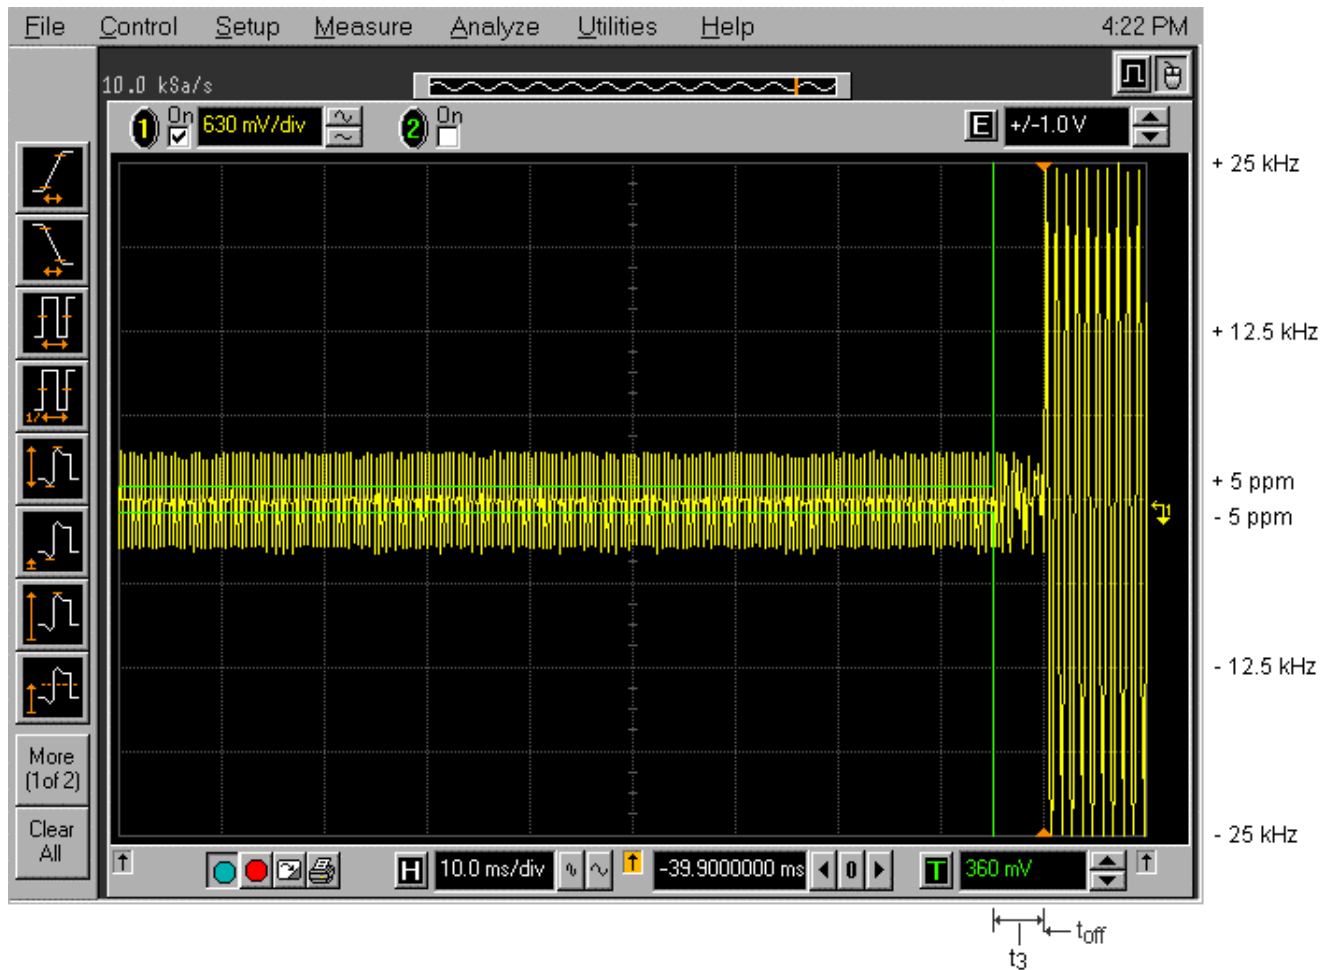 File Control Setup Measure Analyze Utilities Help 4:22 PM
10.0 kSa/s
1 On 630 mV/div 2 On E +/-1.0 V
+ 25 kHz
+ 12.5 kHz
+ 5 ppm
- 5 ppm
- 12.5 kHz
- 25 kHz
1/
More
(1of 2)
Clear
All
H 10.0 ms/div -39.9000000 ms 0 T 360 mV
toff
t3